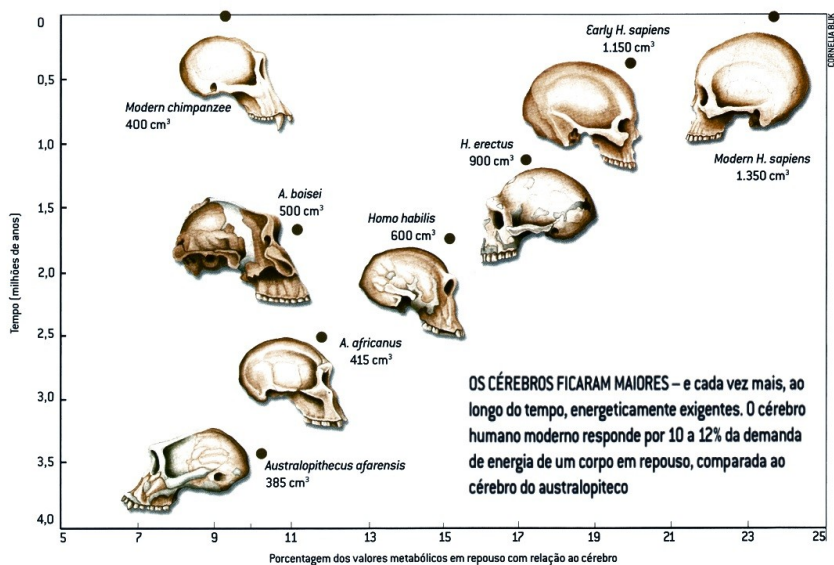 CORNELIA BLIK
Early H. sapiens
1.150 cm³
Modern chimpanzee
400 cm³
H. erectus
900 cm³
Modern H. sapiens
1.350 cm³
A. boisei
500 cm³
Homo habilis
600 cm³
A. africanus
415 cm³
Australopithecus afarensis
385 cm³
OS CÉREBROS FICARAM MAIORES – e cada vez mais, ao
longo do tempo, energeticamente exigentes. O cérebro
humano moderno responde por 10 a 12% da demanda
de energia de um corpo em repouso, comparada ao
cérebro do australopiteco
Tempo (milhões de anos)
0
0,5
1,0
1,5
2,0
2,5
3,0
3,5
4,0
5 7 9 11 13 15 17 19 21 23 25
Porcentagem dos valores metabólicos em repouso com relação ao cérebro